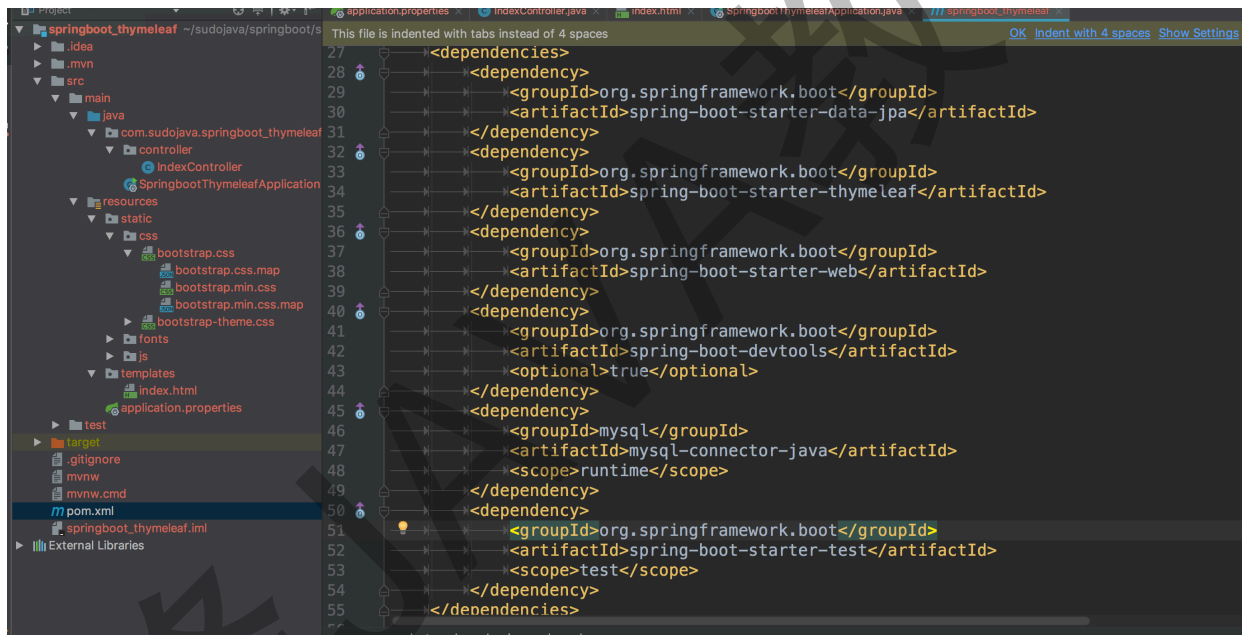 Project
application.properties
IndexController.java
index.html
SpringbootThymeleafApplication.java
springboot_thymeleaf
springboot_thymeleaf ~/sudojava/springboot/s
This file is indented with tabs instead of 4 spaces
OK Indent with 4 spaces Show Settings
.idea
.mvn
src
main
java
com.sudojava.springboot_thymeleaf
controller
IndexController
SpringbootThymeleafApplication
resources
static
css
bootstrap.css
bootstrap.css.map
bootstrap.min.css
bootstrap.min.css.map
bootstrap-theme.css
fonts
js
templates
index.html
application.properties
test
target
.gitignore
mvnw
mvnw.cmd
pom.xml
springboot_thymeleaf.iml
External Libraries
27 <dependencies>
28 <dependency>
29 <groupId>org.springframework.boot</groupId>
30 <artifactId>spring-boot-starter-data-jpa</artifactId>
31 </dependency>
32 <dependency>
33 <groupId>org.springframework.boot</groupId>
34 <artifactId>spring-boot-starter-thymeleaf</artifactId>
35 </dependency>
36 <dependency>
37 <groupId>org.springframework.boot</groupId>
38 <artifactId>spring-boot-starter-web</artifactId>
39 </dependency>
40 <dependency>
41 <groupId>org.springframework.boot</groupId>
42 <artifactId>spring-boot-devtools</artifactId>
43 <optional>true</optional>
44 </dependency>
45 <dependency>
46 <groupId>mysql</groupId>
47 <artifactId>mysql-connector-java</artifactId>
48 <scope>runtime</scope>
49 </dependency>
50 <dependency>
51 <groupId>org.springframework.boot</groupId>
52 <artifactId>spring-boot-starter-test</artifactId>
53 <scope>test</scope>
54 </dependency>
55 </dependencies>
JAVA教